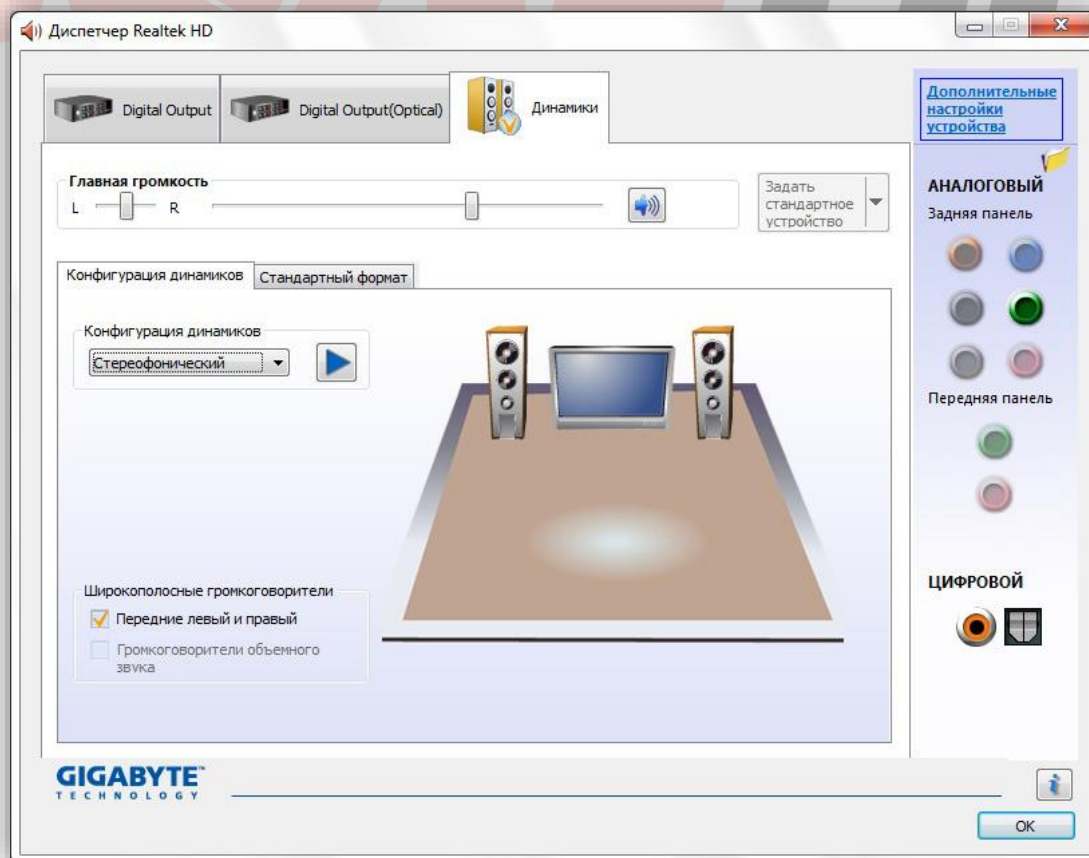 Диспетчер Realtek HD
Digital Output
Digital Output(Optical)
Динамики
Дополнительные
настройки
устройства
Главная громкость
L
R
Задать
стандартное
устройство
АНАЛОГОВЫЙ
Задняя панель
Конфигурация динамиков
Стандартный формат
Конфигурация динамиков
Стереофонический
Передняя панель
Широкополосные громкоговорители
Передние левый и правый
Громкоговорители объемного
звука
ЦИФРОВОЙ
GIGABYTE™
TECHNOLOGY
OK